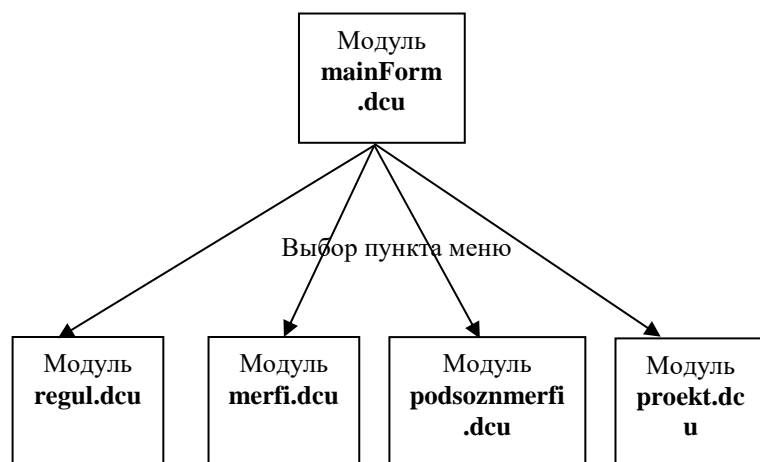 Модуль
mainForm
.dcu
Выбор пункта меню
Модуль
regul.dcu
Модуль
merfi.dcu
Модуль
podsoznmerfi
.dcu
Модуль
proekt.dc
u